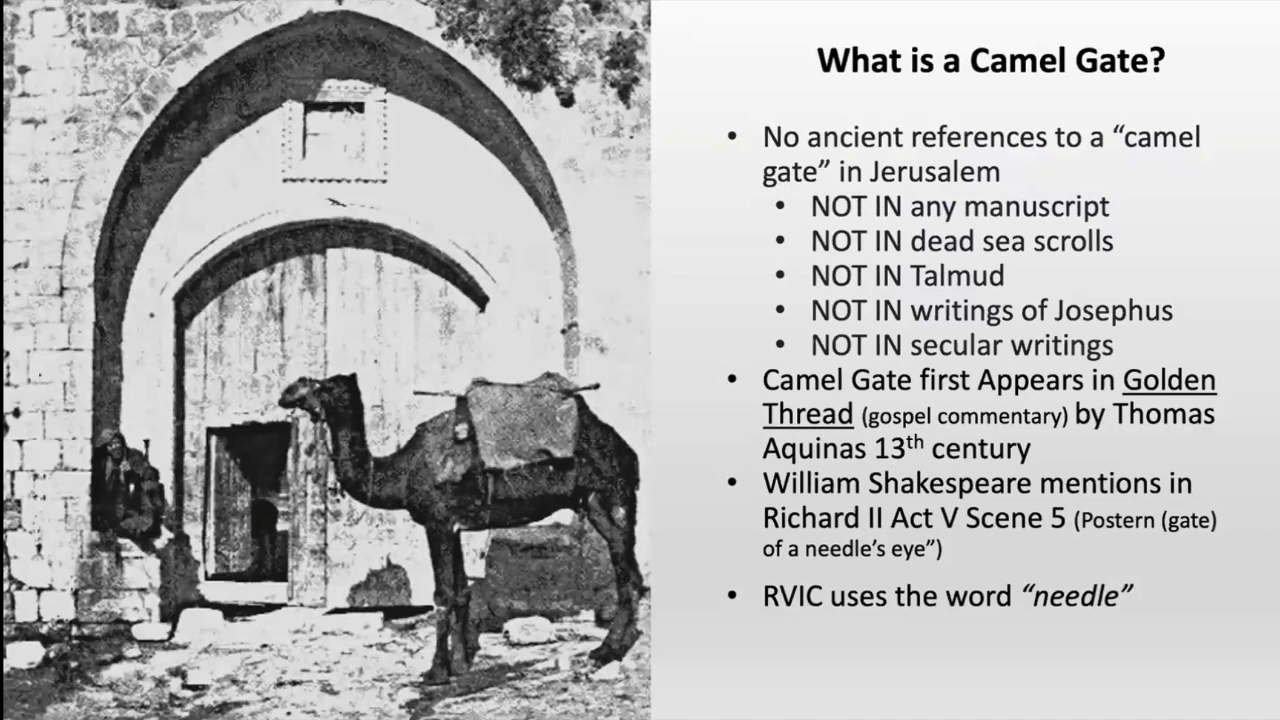 What is a Camel Gate?
• No ancient references to a “camel
gate” in Jerusalem
• NOT IN any manuscript
• NOT IN dead sea scrolls
• NOT IN Talmud
• NOT IN writings of Josephus
• NOT IN secular writings
• Camel Gate first Appears in Golden
Thread (gospel commentary) by Thomas
Aquinas 13th century
• William Shakespeare mentions in
Richard II Act V Scene 5 (Postern (gate)
of a needle’s eye”)
• RVIC uses the word “needle”